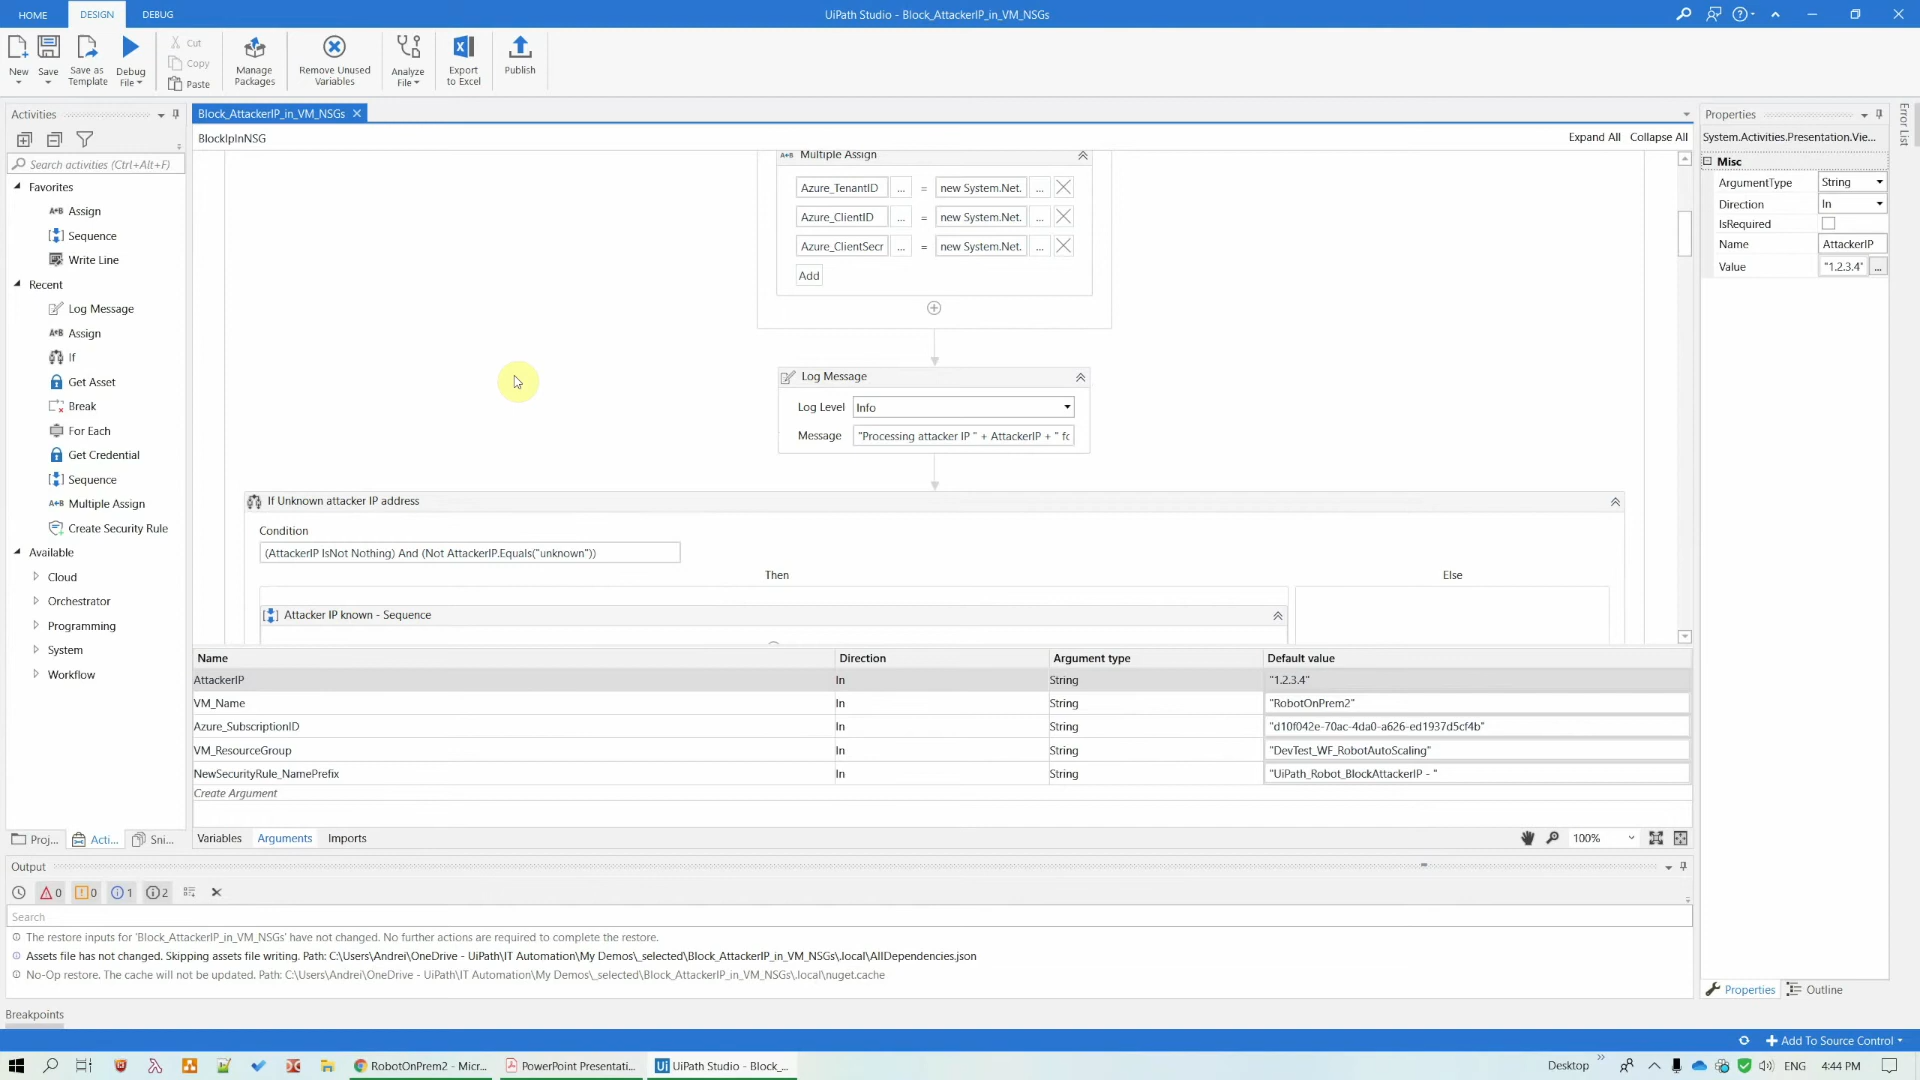 HOME DESIGN DEBUG UiPath Studio - Block_AttackerIP_in_VM_NSGs
New Save Save as Template Debug File Cut Copy Paste Manage Packages Remove Unused Variables Analyze File Export to Excel Publish
Activities
Search activities (Ctrl+Alt+F)
Favorites
Assign
Sequence
Write Line
Recent
Log Message
Assign
If
Get Asset
Break
For Each
Get Credential
Sequence
Multiple Assign
Create Security Rule
Available
Cloud
Orchestrator
Programming
System
Workflow
Proj... Acti... Sni...
Block_AttackerIP_in_VM_NSGs
BlockIpInNSG Expand All Collapse All
A+B Multiple Assign
Azure_TenantID ... = new System.Net. ...
Azure_ClientID ... = new System.Net. ...
Azure_ClientSecr ... = new System.Net. ...
Add
Log Message
Log Level Info
Message "Processing attacker IP " + AttackerIP + " fc
If Unknown attacker IP address
Condition
(AttackerIP IsNot Nothing) And (Not AttackerIP.Equals("unknown"))
Then Else
Attacker IP known - Sequence
Name Direction Argument type Default value
AttackerIP In String "1.2.3.4"
VM_Name In String "RobotOnPrem2"
Azure_SubscriptionID In String "d10f042e-70ac-4da0-a626-ed1937d5cf4b"
VM_ResourceGroup In String "DevTest_WF_RobotAutoScaling"
NewSecurityRule_NamePrefix In String "UiPath_Robot_BlockAttackerIP - "
Create Argument
Variables Arguments Imports 100%
Output
0 0 1 2
Search
The restore inputs for 'Block_AttackerIP_in_VM_NSGs' have not changed. No further actions are required to complete the restore.
Assets file has not changed. Skipping assets file writing. Path: C:\Users\Andrei\OneDrive - UiPath\IT Automation\My Demos\_selected\Block_AttackerIP_in_VM_NSGs\.local\AllDependencies.json
No-Op restore. The cache will not be updated. Path: C:\Users\Andrei\OneDrive - UiPath\IT Automation\My Demos\_selected\Block_AttackerIP_in_VM_NSGs\.local\nuget.cache
Properties
System.Activities.Presentation.Vie...
Misc
ArgumentType String
Direction In
IsRequired
Name AttackerIP
Value "1.2.3.4" ...
Properties Outline
Error List
Breakpoints
Add To Source Control
RobotOnPrem2 - Micr... PowerPoint Presentati... UiPath Studio - Block_... Desktop ENG 4:44 PM